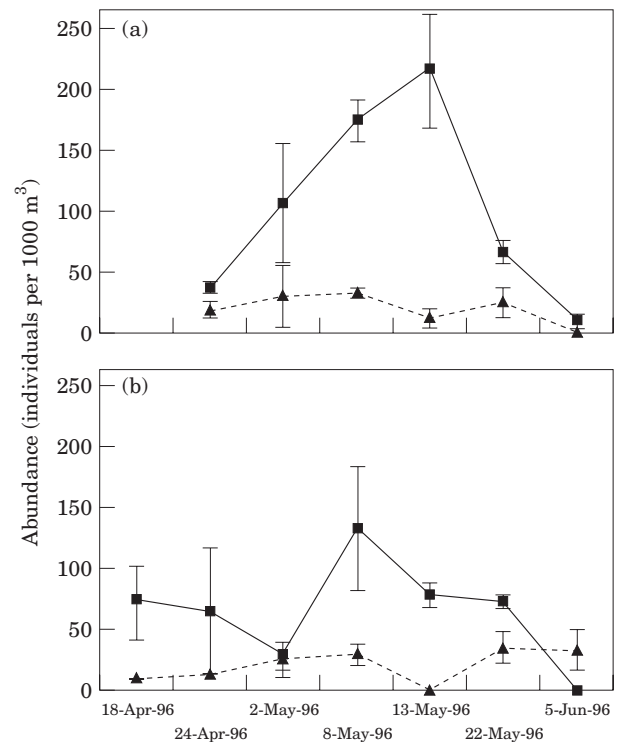 (a)
250
200
150
100
50
0
Abundance (individuals per 1000 m³)
(b)
250
200
150
100
50
0
18-Apr-96 2-May-96 13-May-96 5-Jun-96
24-Apr-96 8-May-96 22-May-96